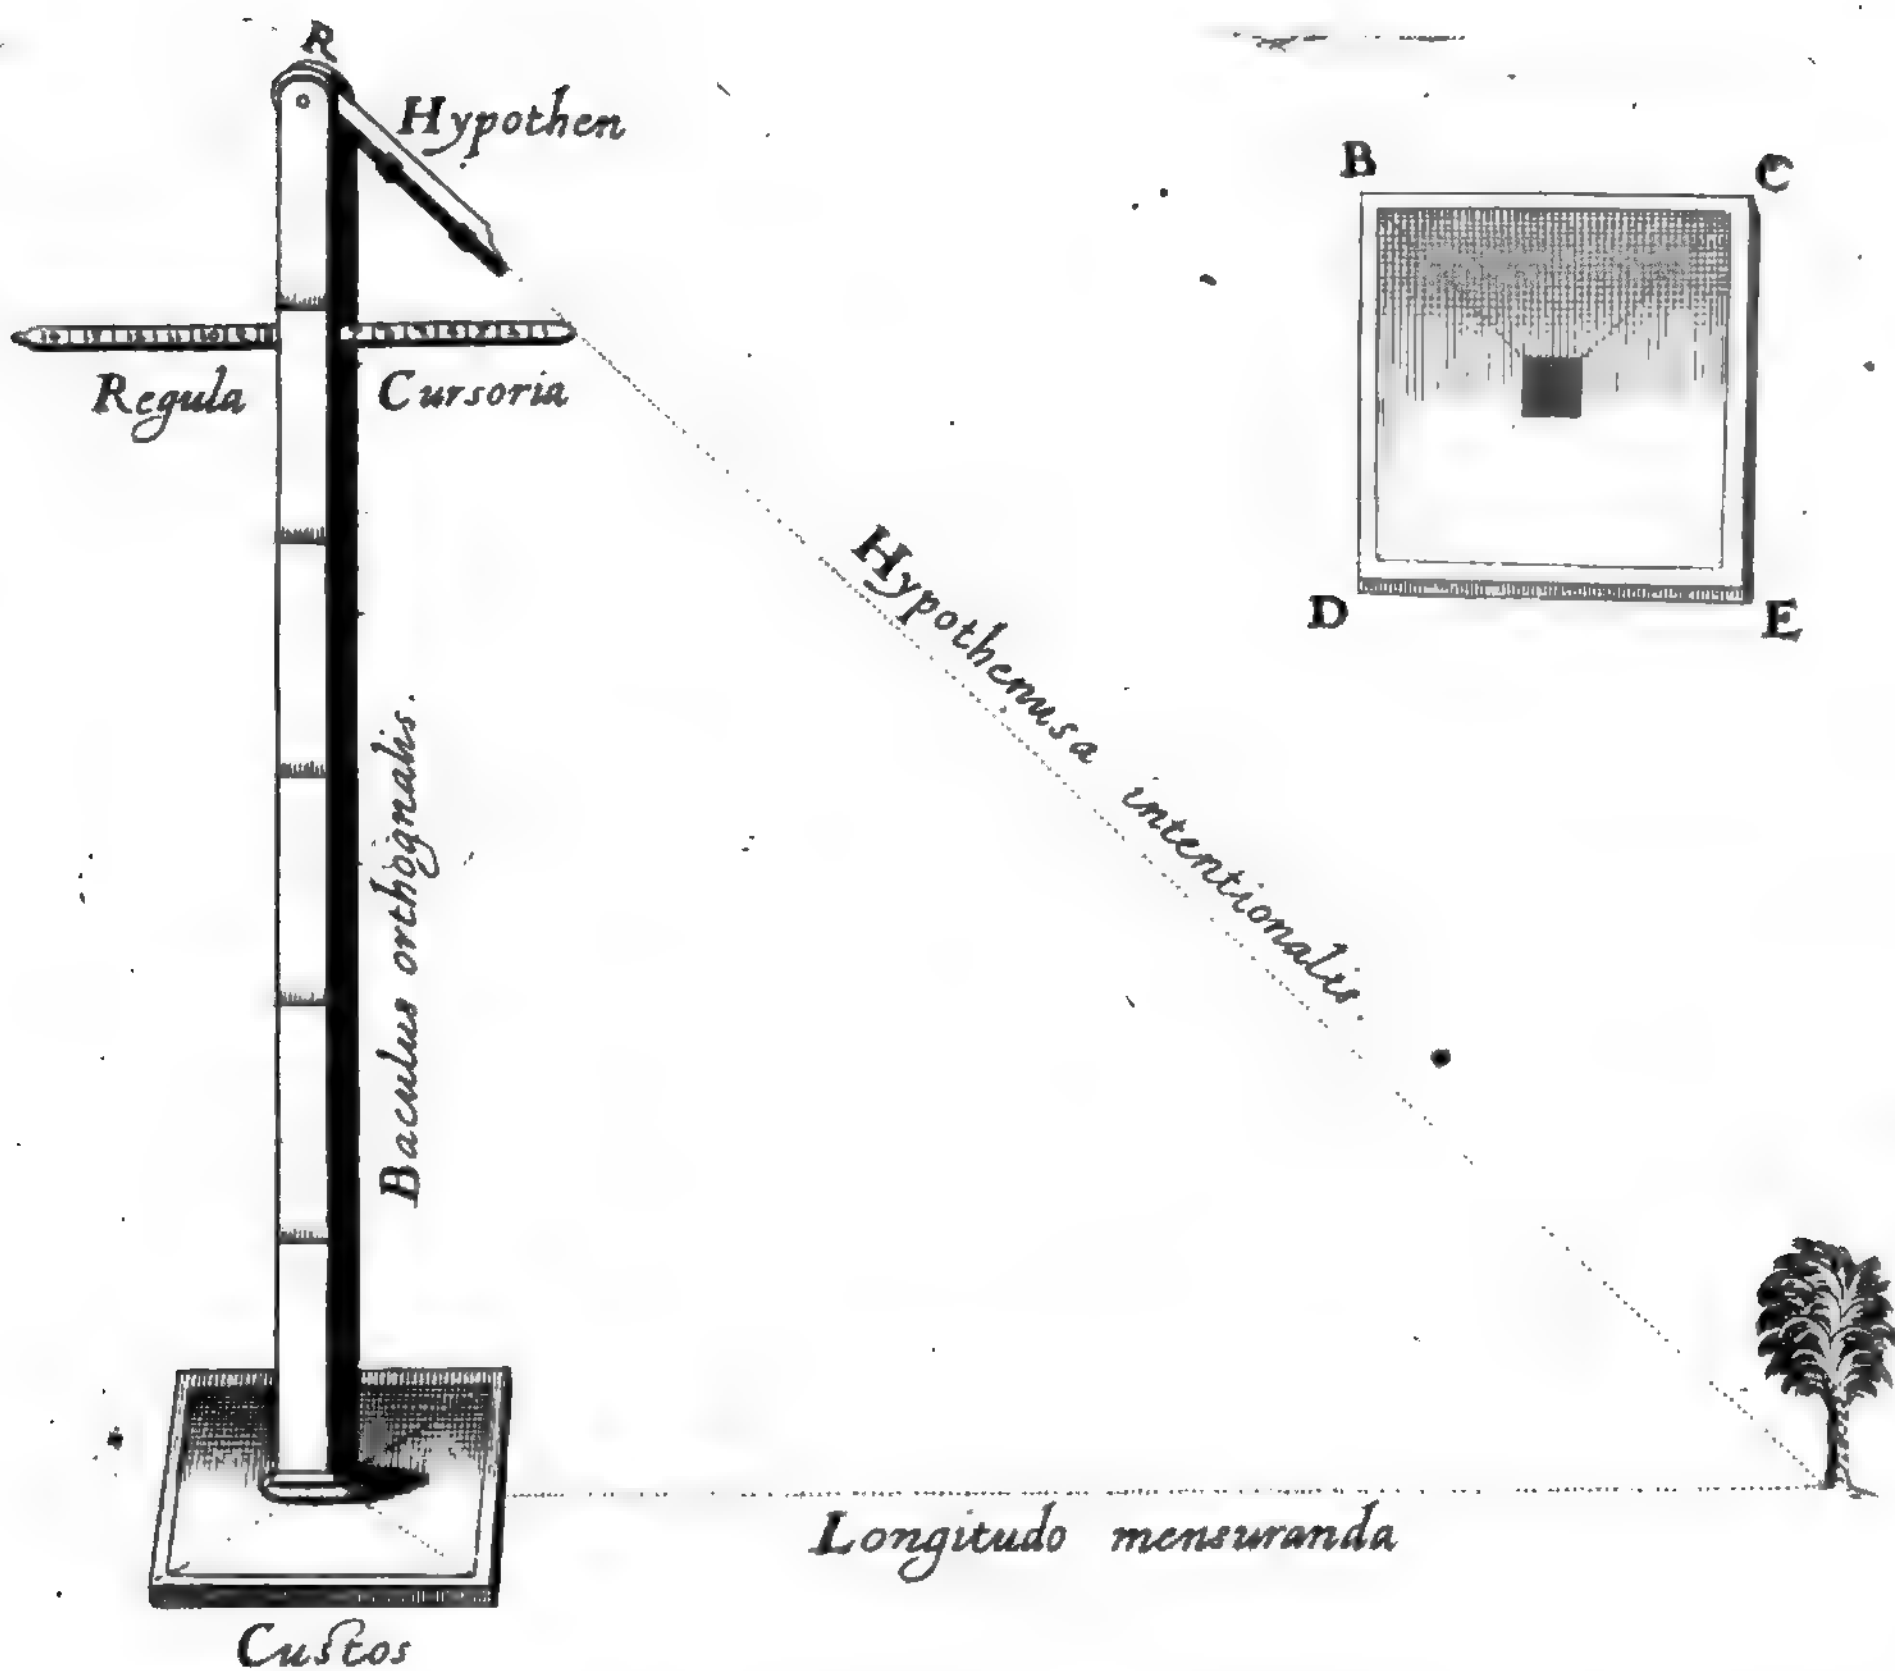 R
Hypothen
B
C
Regula
Cursoria
D
E
Hypothenusa intentionalis.
Baculus orthognalis.
Longitudo mensuranda
Custos